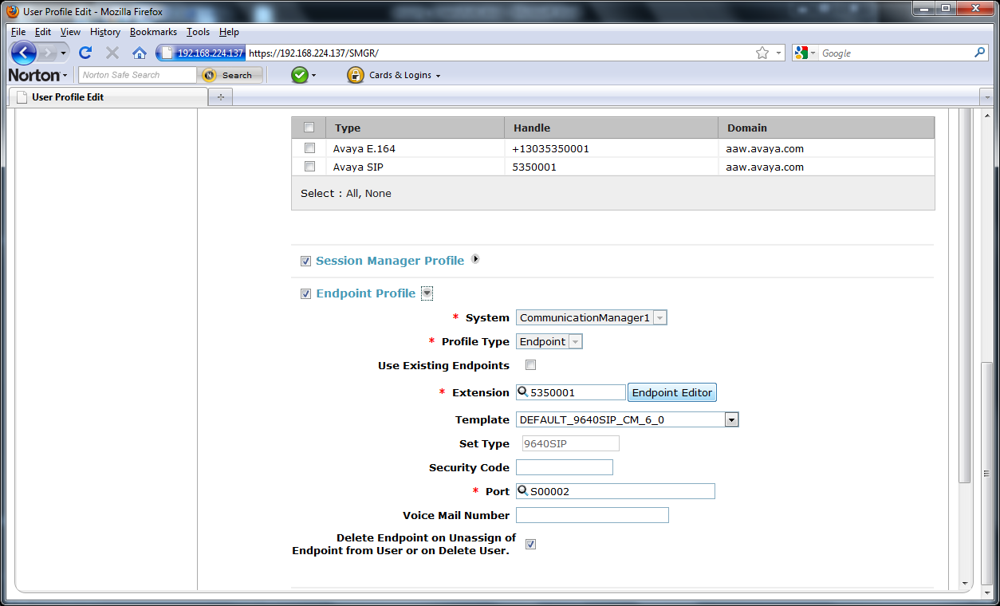 User Profile Edit - Mozilla Firefox
File Edit View History Bookmarks Tools Help
192.168.224.137 https://192.168.224.137/SMGR/
Google
Norton Norton Safe Search Search Cards & Logins
User Profile Edit
Type Handle Domain
Avaya E.164 +13035350001 aaw.avaya.com
Avaya SIP 5350001 aaw.avaya.com
Select : All, None
Session Manager Profile
Endpoint Profile
* System CommunicationManager1
* Profile Type Endpoint
Use Existing Endpoints
* Extension 5350001 Endpoint Editor
Template DEFAULT_9640SIP_CM_6_0
Set Type 9640SIP
Security Code
* Port S00002
Voice Mail Number
Delete Endpoint on Unassign of
Endpoint from User or on Delete User.